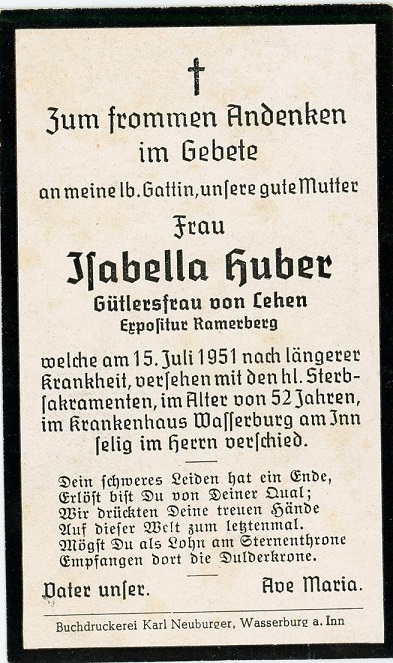 Zum frommen Andenken
im Gebete
an meine lb. Gattin, unsere gute Mutter
Frau
Isabella Huber
Gütlersfrau von Lehen
Expositur Ramerberg
welche am 15. Juli 1951 nach längerer
Krankheit, versehen mit den hl. Sterb-
sakramenten, im Alter von 52 Jahren,
im Krankenhaus Wasserburg am Inn
selig im Herrn verschied.
Dein schweres Leiden hat ein Ende,
Erlöst bist Du von Deiner Qual;
Wir drückten Deine treuen Hände
Auf dieser Welt zum letztenmal.
Mögst Du als Lohn am Sternenthrone
Empfangen dort die Dulderkrone.
Vater unser. Ave Maria.
Buchdruckerei Karl Neuburger, Wasserburg a. Inn